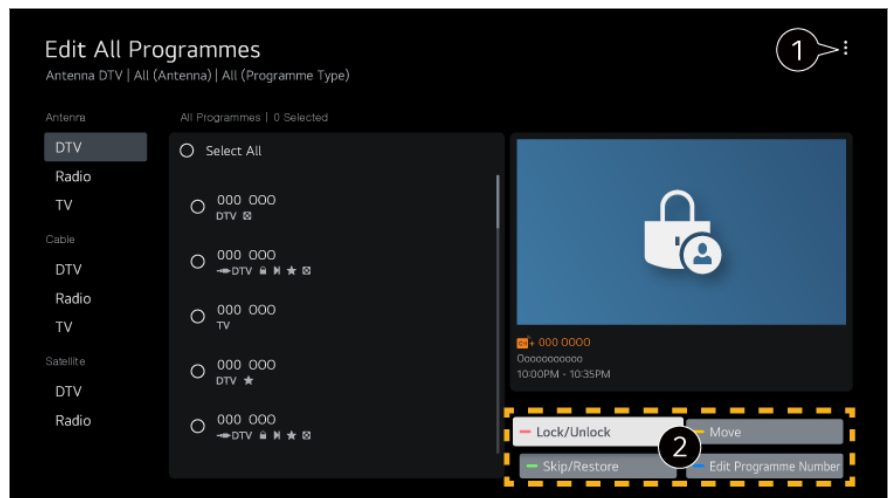 Edit All Programmes
Antenna DTV | All (Antenna) | All (Programme Type)
1
Antenna
DTV
Radio
TV
Cable
DTV
Radio
TV
Satellite
DTV
Radio
All Programmes | 0 Selected
Select All
000 000
DTV
000 000
DTV
000 000
TV
000 000
DTV
000 000
DTV
CH+ 000 0000
Ooooooooooo
10:00PM - 10:35PM
Lock/Unlock
Move
2
Skip/Restore
Edit Programme Number